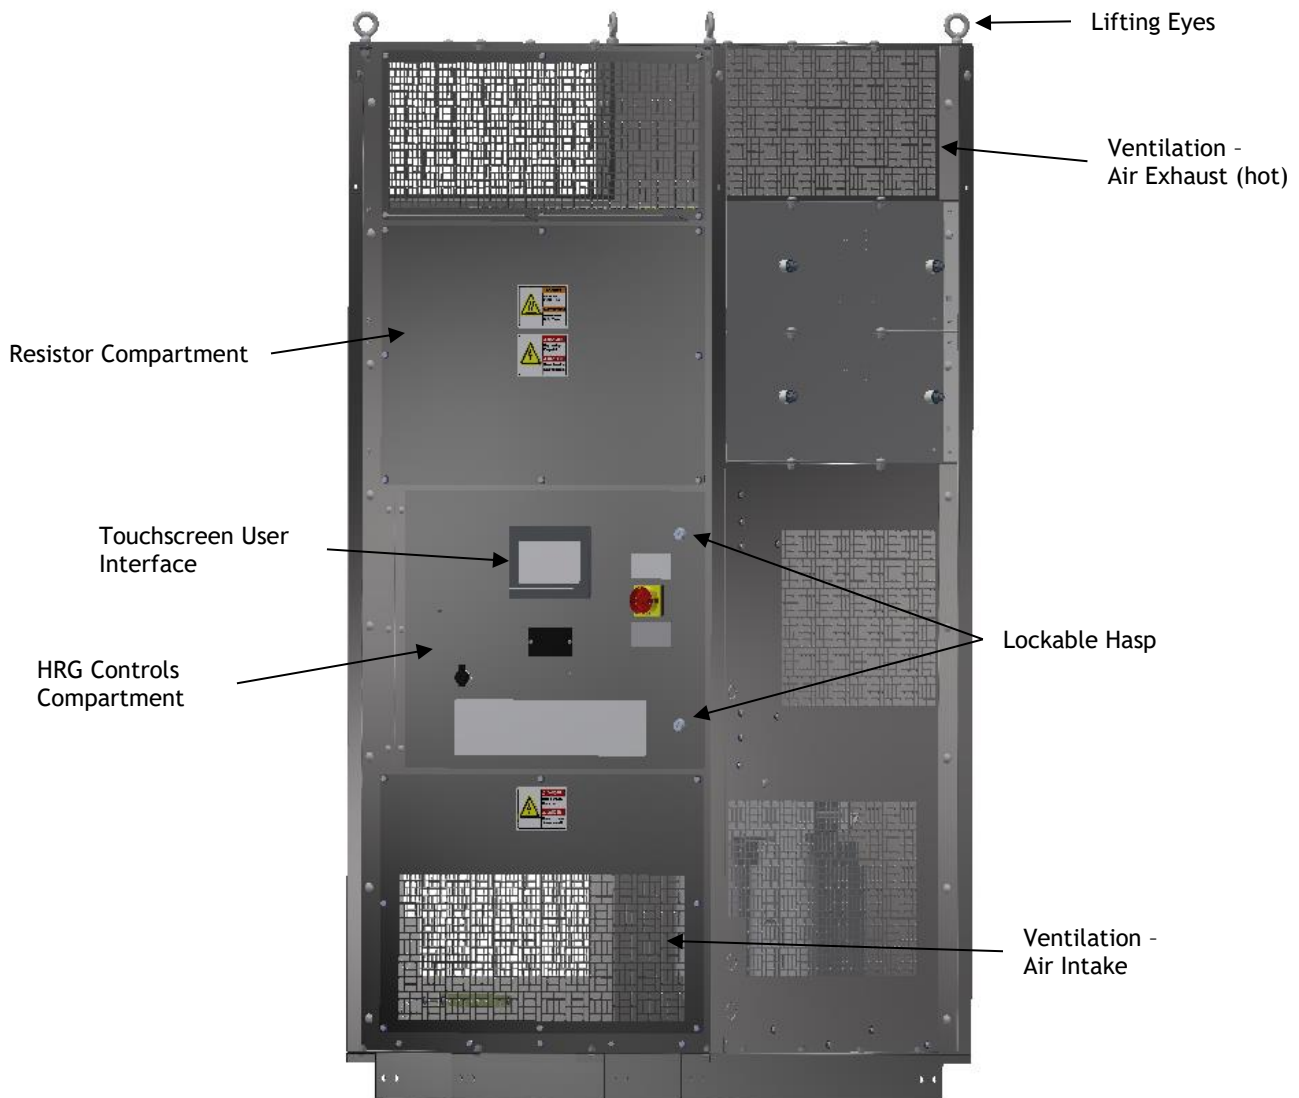 Lifting Eyes
Ventilation –
Air Exhaust (hot)
Resistor Compartment
Touchscreen User
Interface
HRG Controls
Compartment
Lockable Hasp
Ventilation –
Air Intake